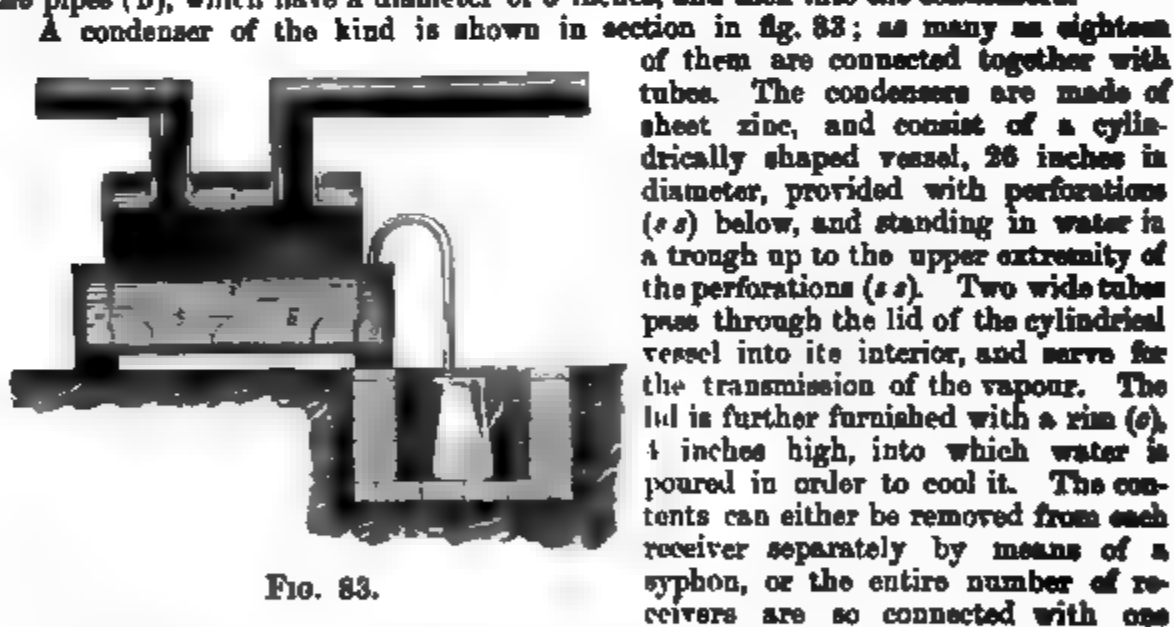 A condenser of the kind is shown in section in fig. 83; as many as eighteen
of them are connected together with
tubes. The condensers are made of
sheet zinc, and consist of a cylin-
drically shaped vessel, 26 inches in
diameter, provided with perforations
(s s) below, and standing in water in
a trough up to the upper extremity of
the perforations (s s). Two wide tubes
pass through the lid of the cylindrical
vessel into its interior, and serve for
the transmission of the vapour. The
lid is further furnished with a rim (o),
4 inches high, into which water is
poured in order to cool it. The con-
tents can either be removed from each
receiver separately by means of a
syphon, or the entire number of re-
ceivers are so connected with one
FIG. 83.